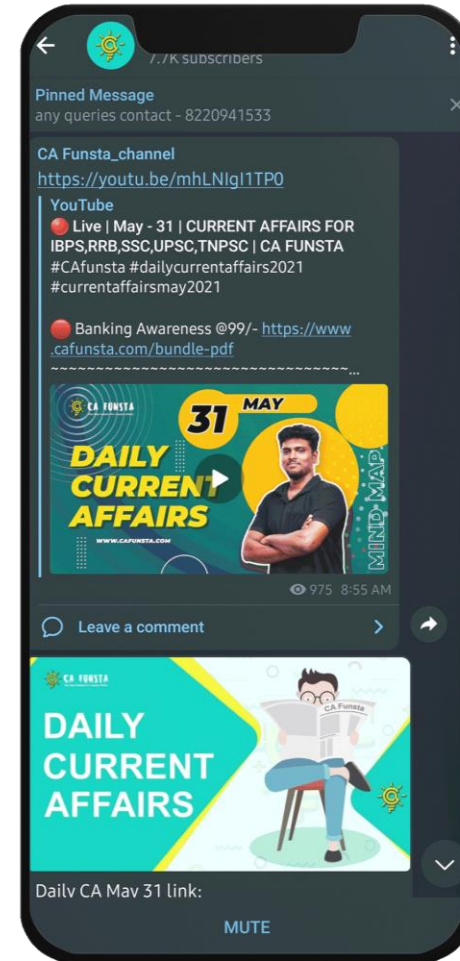 7.7K subscribers
Pinned Message
any queries contact - 8220941533
CA Funsta_channel
https://youtu.be/mhLNIgI1TP0
YouTube
🔴 Live | May - 31 | CURRENT AFFAIRS FOR
IBPS,RRB,SSC,UPSC,TNPSC | CA FUNSTA
#CAfunsta #dailycurrentaffairs2021
#currentaffairsmay2021
🔴 Banking Awareness @99/- https://www
.cafunsta.com/bundle-pdf
~~~~~~~~~~~~~~~~~~~~~~~~~~~~~~~~~...
CA FUNSTA
31 MAY
DAILY
CURRENT
AFFAIRS
WWW.CAFUNSTA.COM
MIND MAP
975 8:55 AM
Leave a comment
CA FUNSTA
CA Funsta
DAILY
CURRENT
AFFAIRS
Daily CA May 31 link:
MUTE